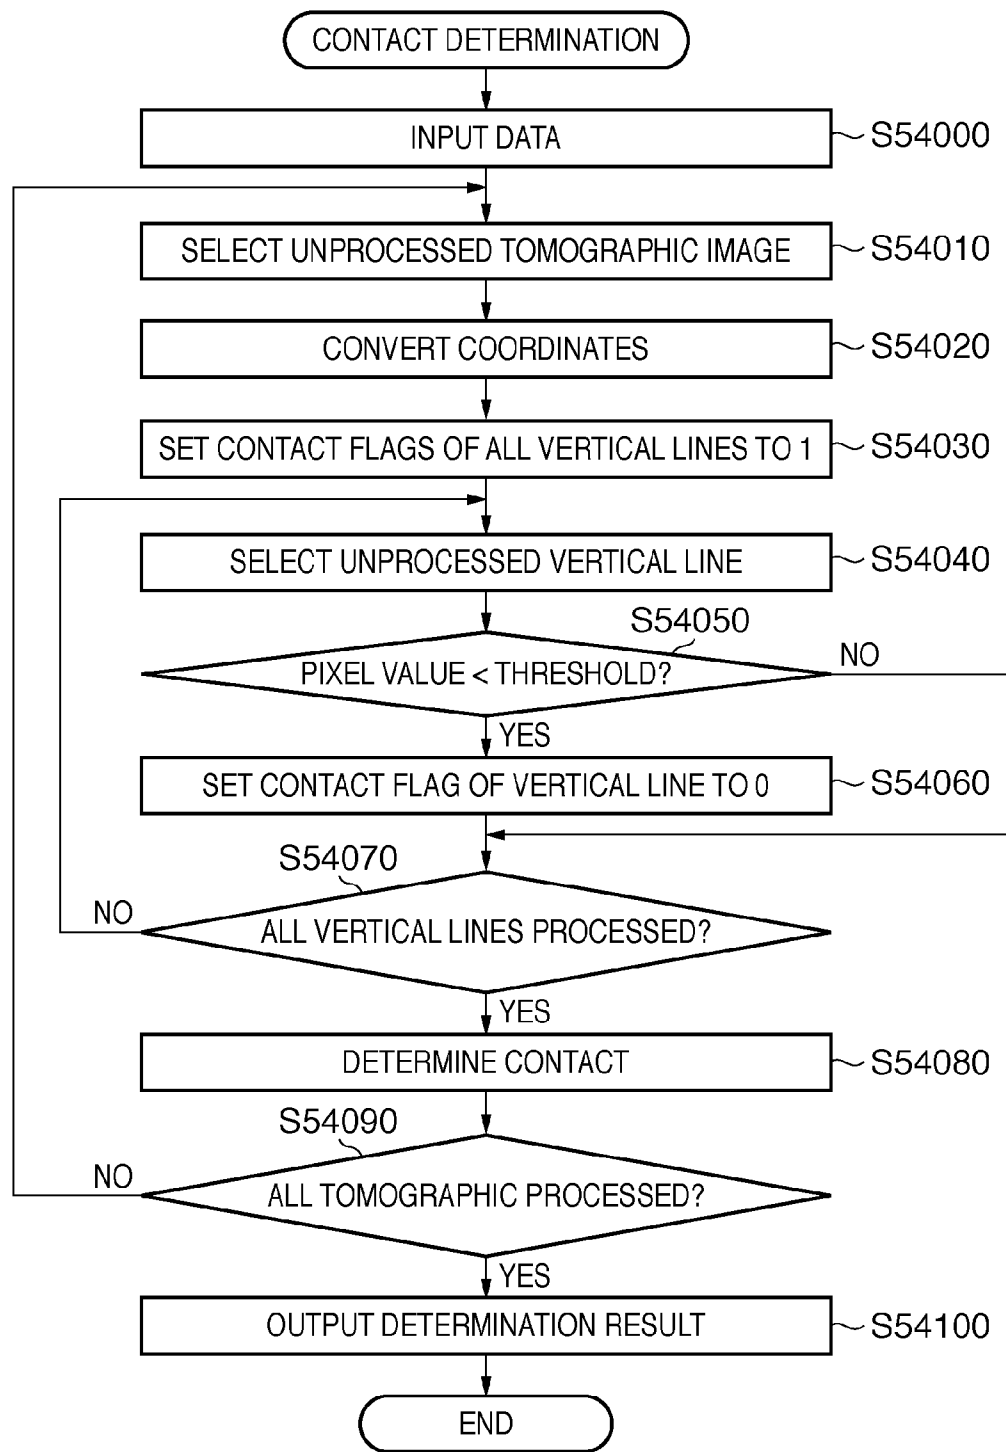 CONTACT DETERMINATION
INPUT DATA
S54000
SELECT UNPROCESSED TOMOGRAPHIC IMAGE
S54010
CONVERT COORDINATES
S54020
SET CONTACT FLAGS OF ALL VERTICAL LINES TO 1
S54030
SELECT UNPROCESSED VERTICAL LINE
S54040
S54050
PIXEL VALUE < THRESHOLD?
NO
YES
SET CONTACT FLAG OF VERTICAL LINE TO 0
S54060
S54070
NO
ALL VERTICAL LINES PROCESSED?
YES
DETERMINE CONTACT
S54080
S54090
NO
ALL TOMOGRAPHIC PROCESSED?
YES
OUTPUT DETERMINATION RESULT
S54100
END